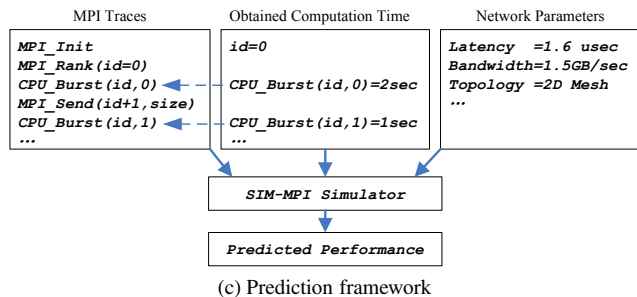 MPI Traces
Obtained Computation Time
Network Parameters
MPI_Init
MPI_Rank(id=0)
CPU_Burst(id,0)
MPI_Send(id+1,size)
CPU_Burst(id,1)
…
id=0
CPU_Burst(id,0)=2sec
CPU_Burst(id,1)=1sec
…
Latency =1.6 usec
Bandwidth=1.5GB/sec
Topology =2D Mesh
…
SIM-MPI Simulator
Predicted Performance
(c) Prediction framework